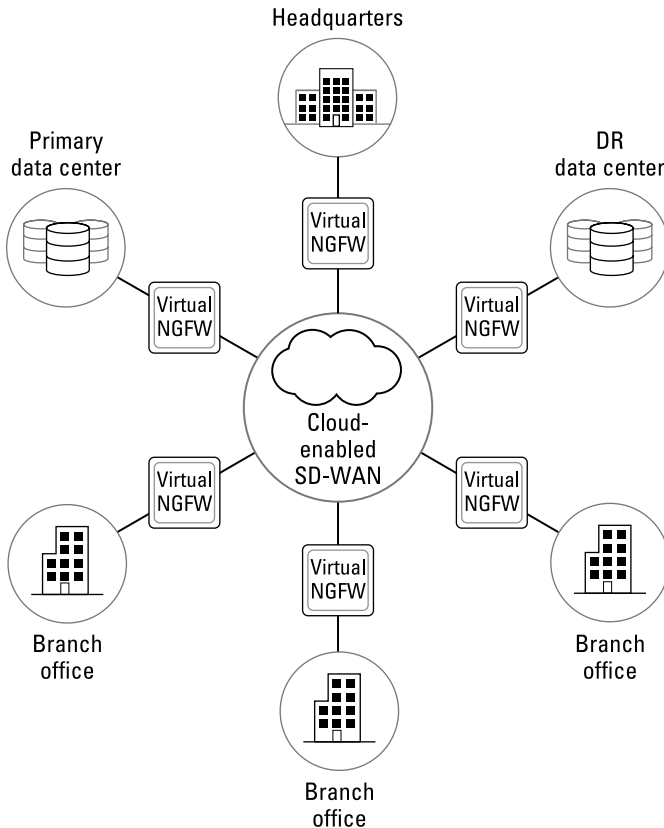 Headquarters
Primary
data center
DR
data center
Virtual
NGFW
Virtual
NGFW
Virtual
NGFW
Cloud-
enabled
SD-WAN
Virtual
NGFW
Virtual
NGFW
Virtual
NGFW
Branch
office
Branch
office
Branch
office